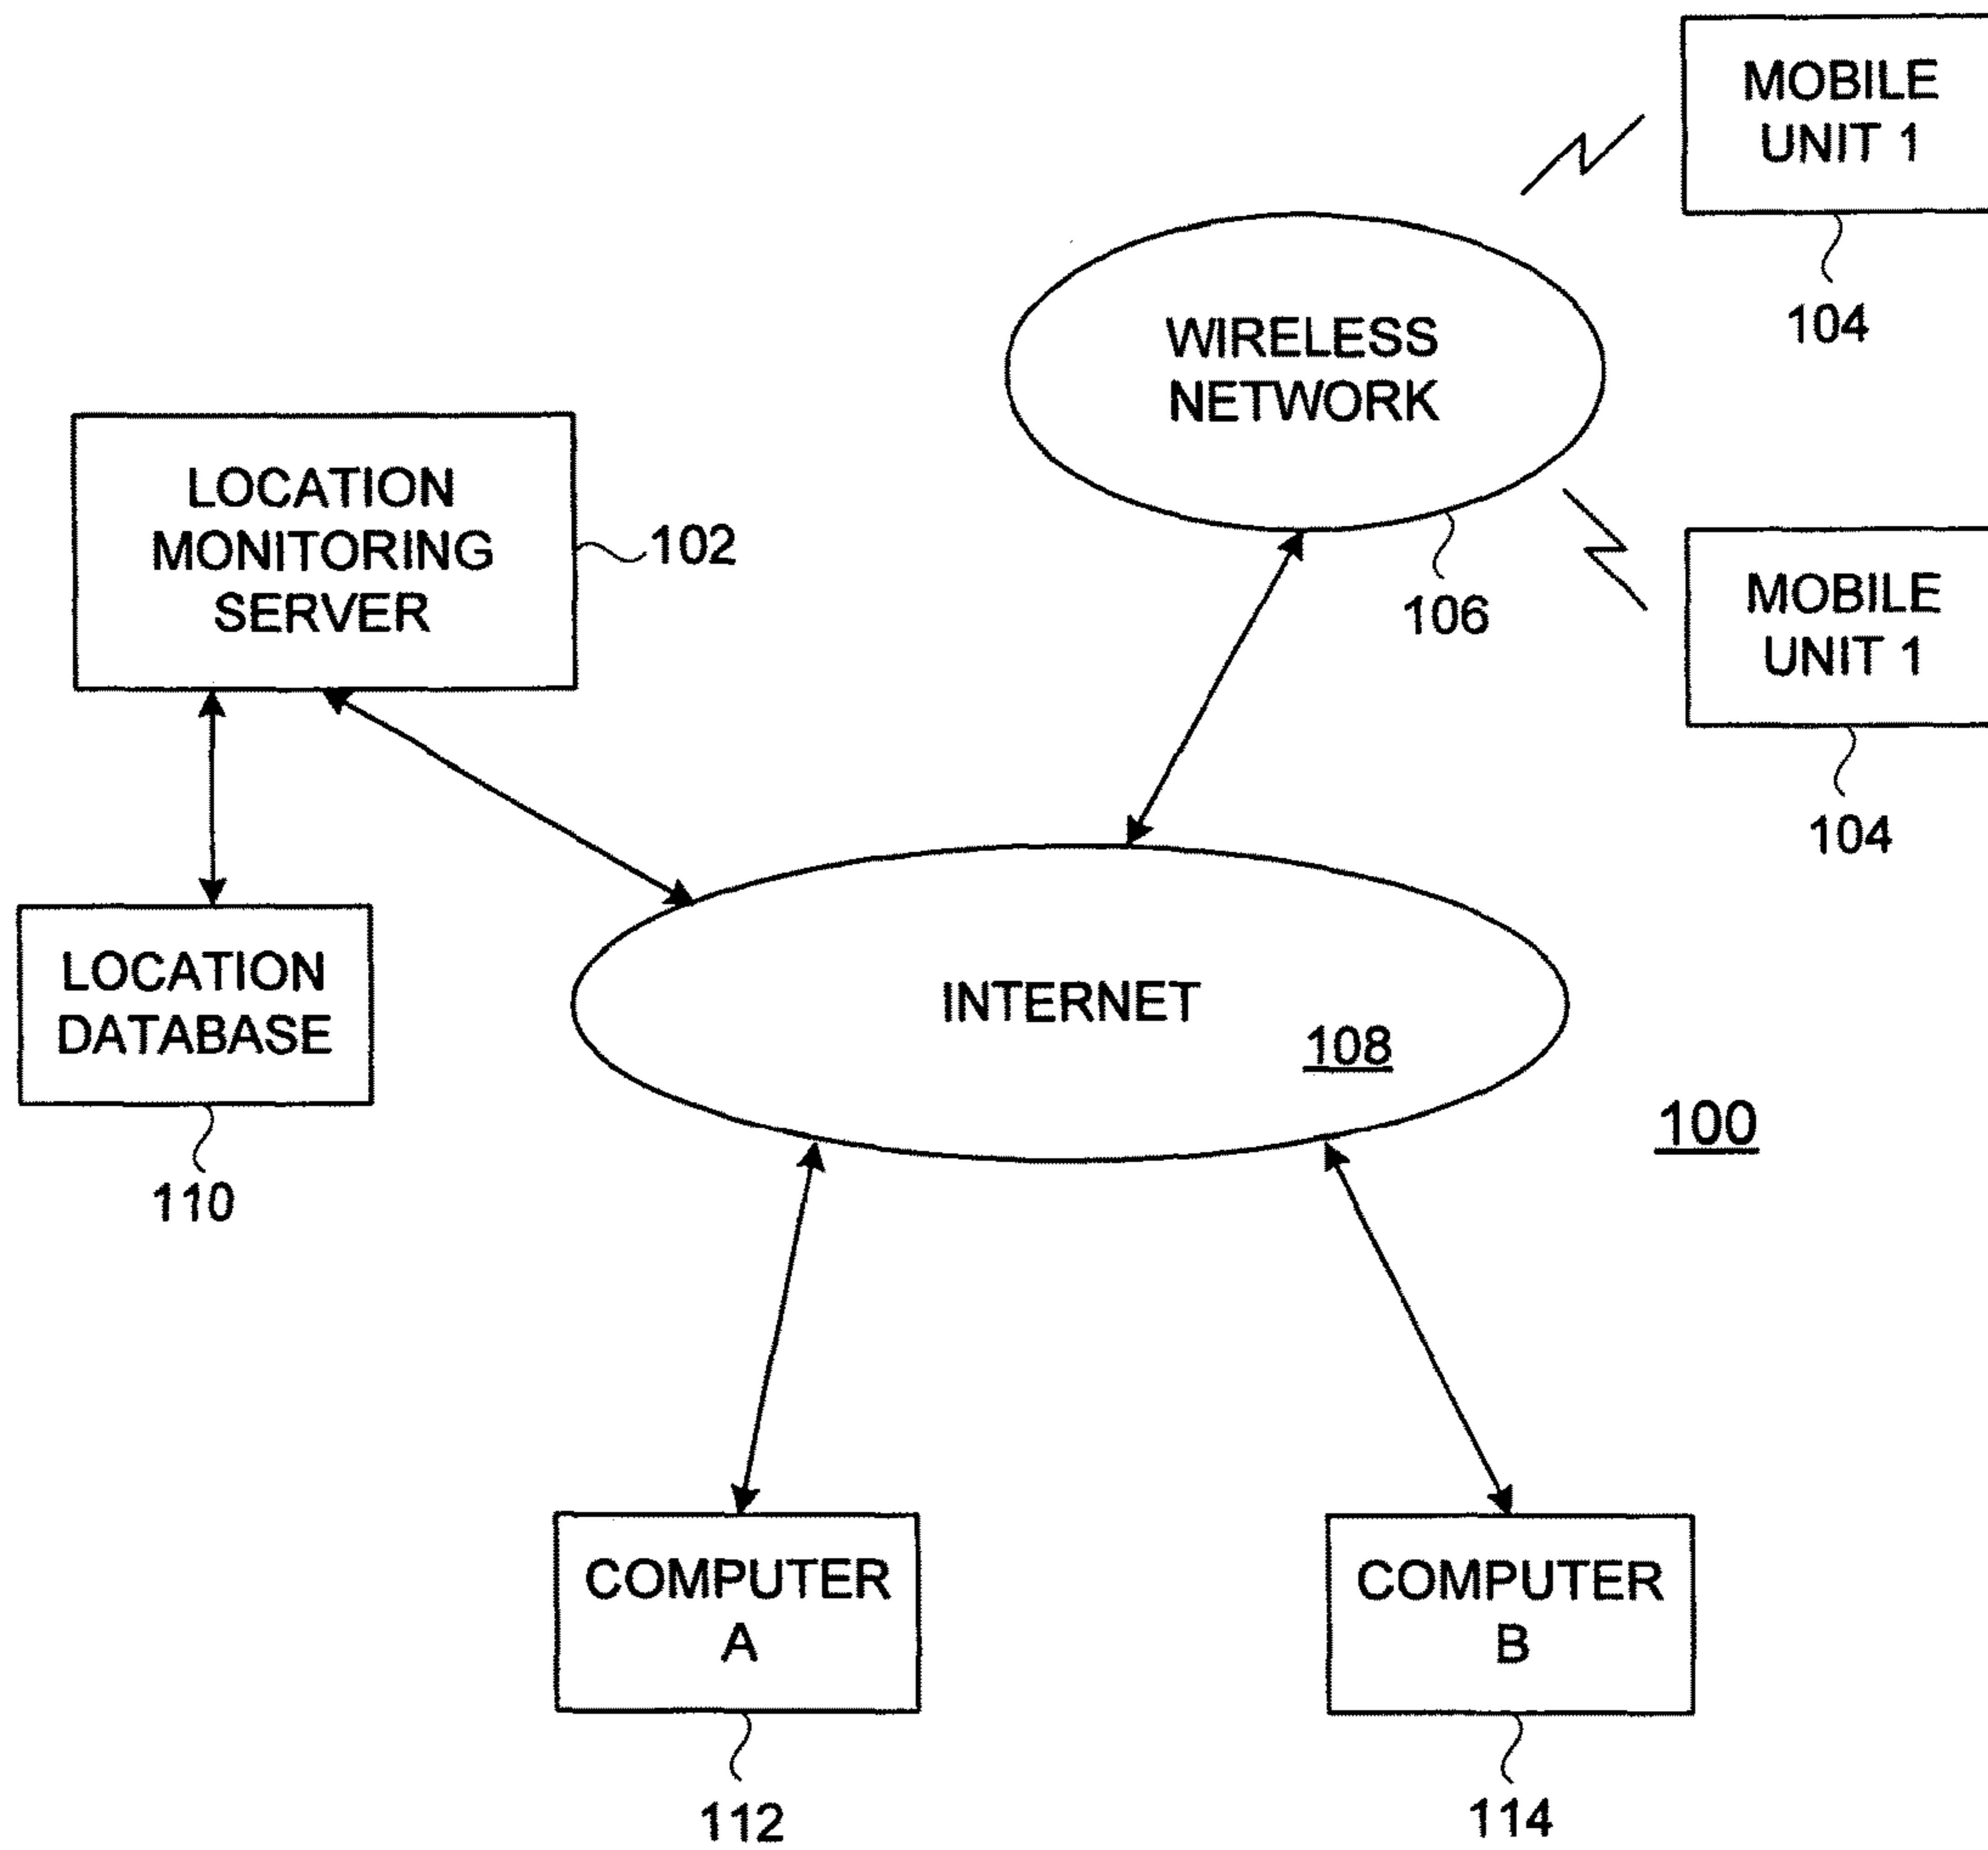 MOBILE
UNIT 1
104
WIRELESS
NETWORK
106
LOCATION
MONITORING
SERVER
102
MOBILE
UNIT 1
104
LOCATION
DATABASE
110
INTERNET
108
100
COMPUTER
A
112
COMPUTER
B
114